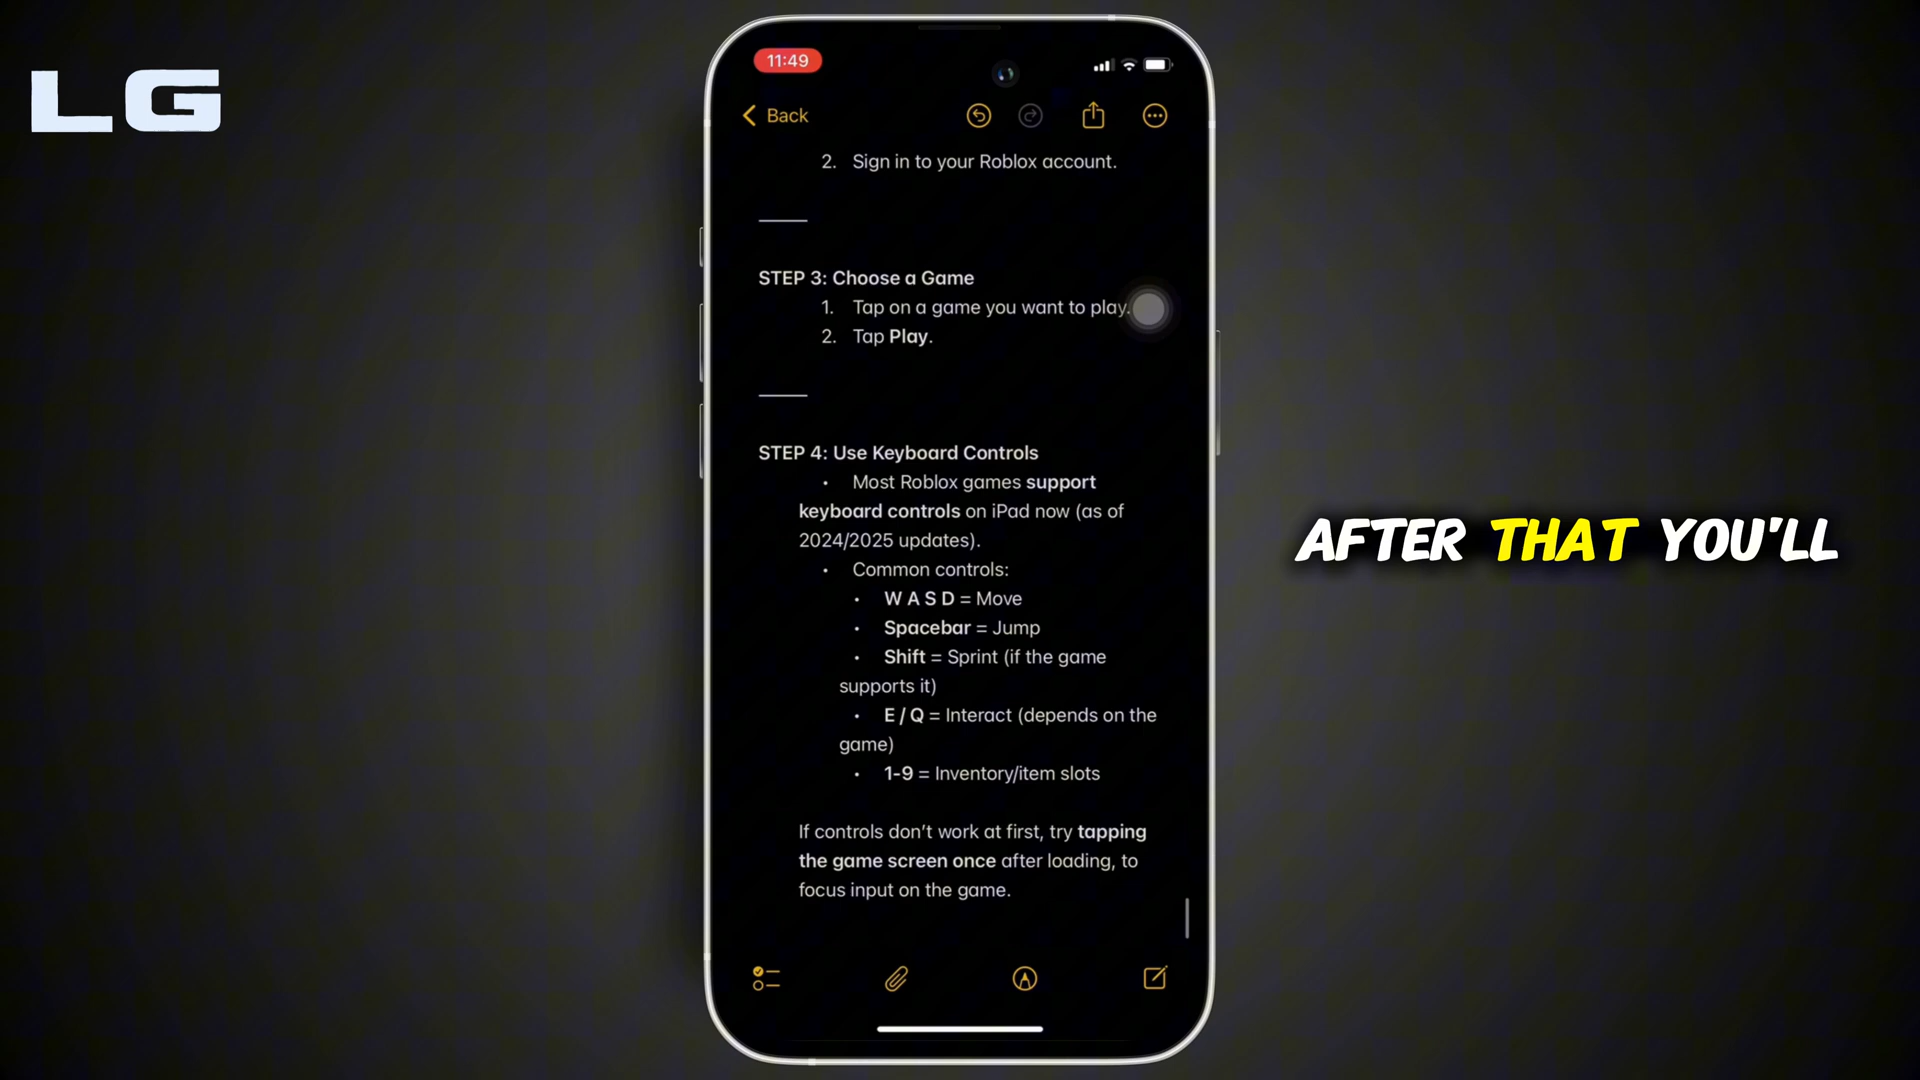 LG
11:49
Back
2. Sign in to your Roblox account.
STEP 3: Choose a Game
1. Tap on a game you want to play.
2. Tap Play.
STEP 4: Use Keyboard Controls
• Most Roblox games support
keyboard controls on iPad now (as of
2024/2025 updates).
• Common controls:
• W A S D = Move
• Spacebar = Jump
• Shift = Sprint (if the game
supports it)
• E / Q = Interact (depends on the
game)
• 1-9 = Inventory/item slots
If controls don't work at first, try tapping
the game screen once after loading, to
focus input on the game.
AFTER THAT YOU'LL